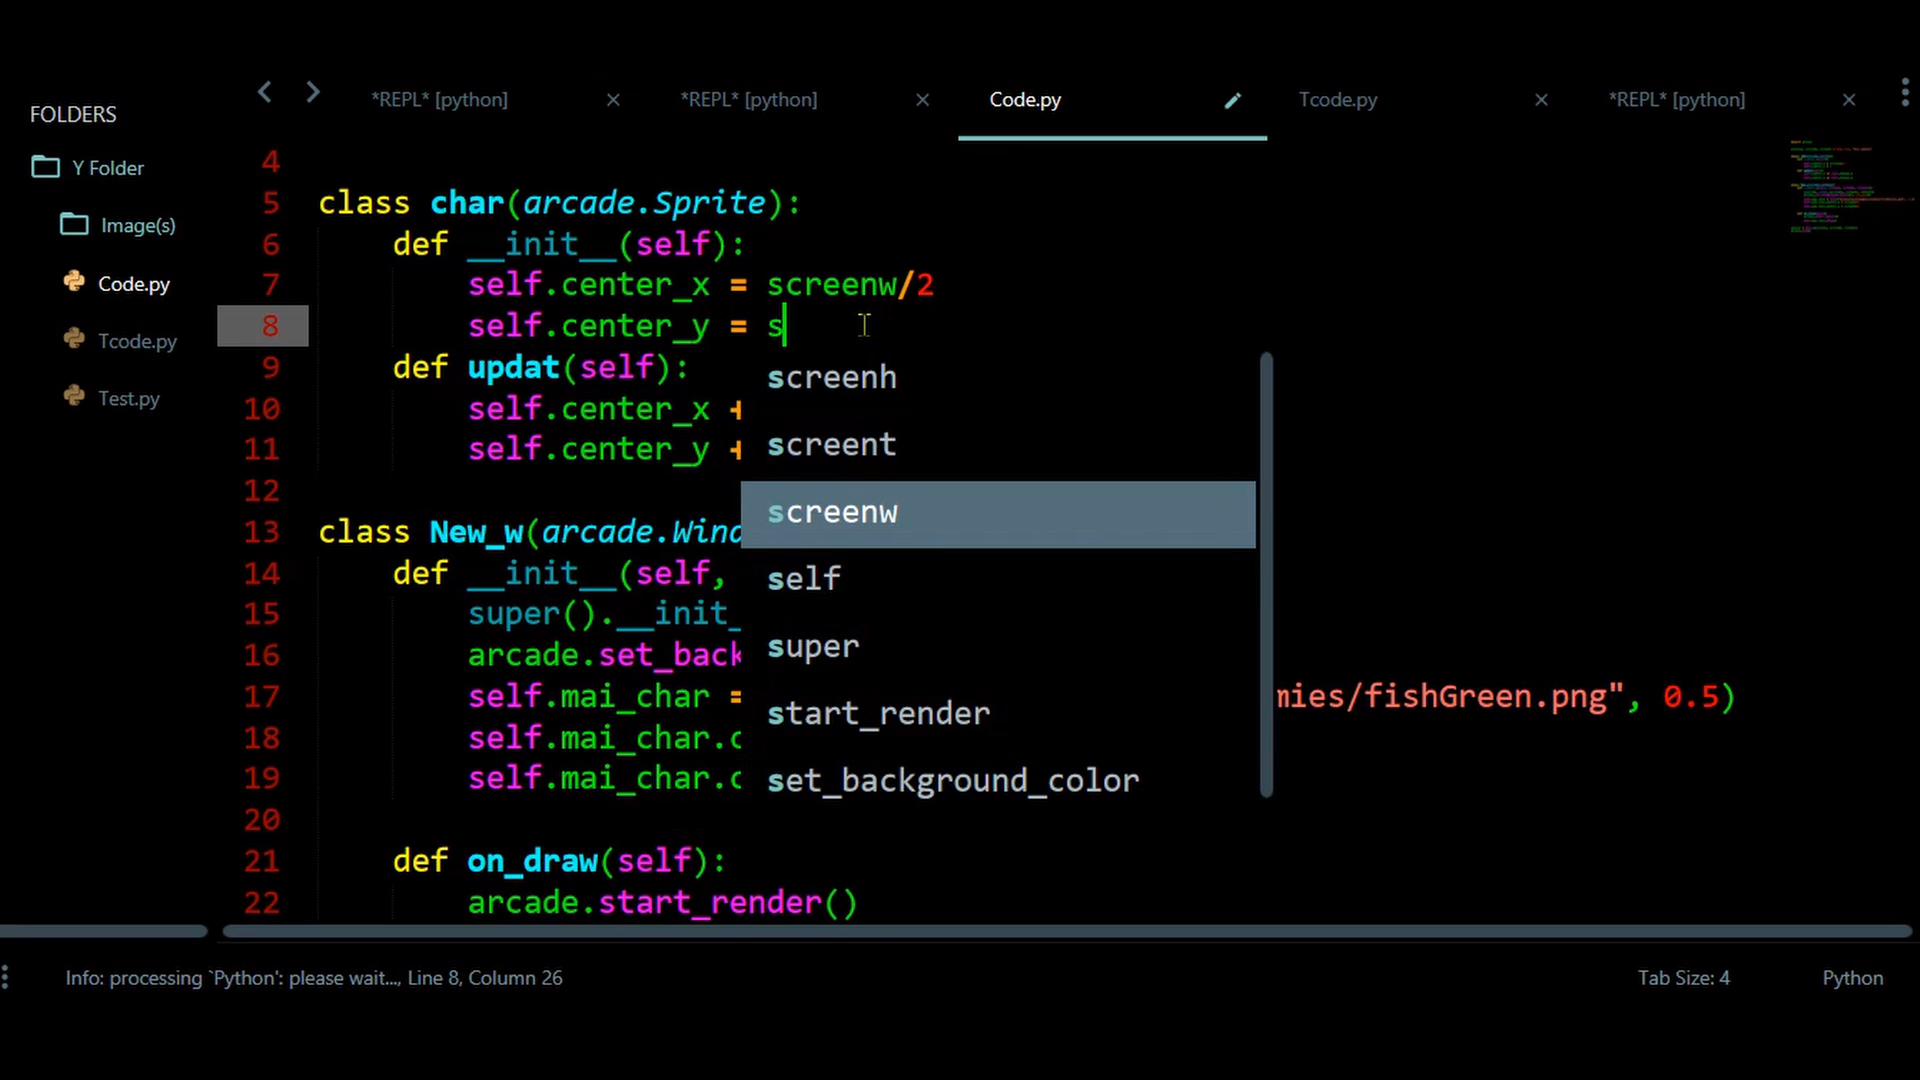 FOLDERS
Y Folder
Image(s)
Code.py
Tcode.py
Test.py
*REPL* [python]
*REPL* [python]
Code.py
Tcode.py
*REPL* [python]
4
5 class char(arcade.Sprite):
6 def __init__(self):
7 self.center_x = screenw/2
8 self.center_y = s
9 def updat(self):
10 self.center_x +
11 self.center_y +
12
13 class New_w(arcade.Wind
14 def __init__(self,
15 super().__init_
16 arcade.set_back
17 self.mai_char = mies/fishGreen.png", 0.5)
18 self.mai_char.c
19 self.mai_char.c
20
21 def on_draw(self):
22 arcade.start_render()
screenh
screent
screenw
self
super
start_render
set_background_color
Info: processing `Python': please wait..., Line 8, Column 26
Tab Size: 4
Python